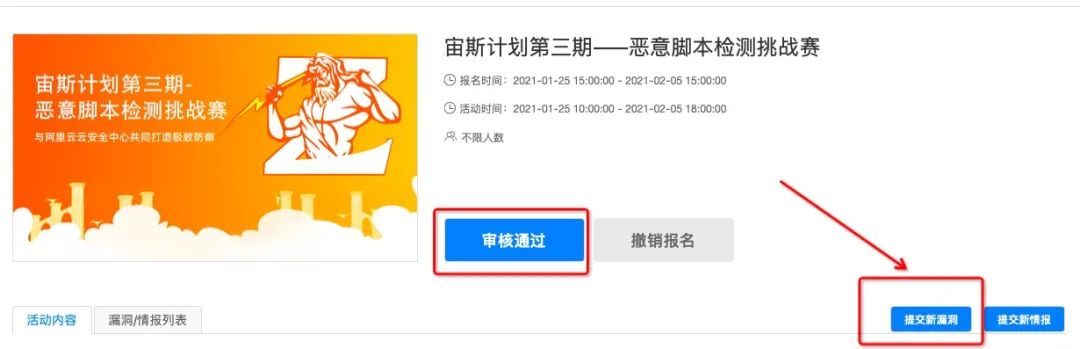 宙斯计划第三期-
恶意脚本检测挑战赛
与阿里云云安全中心共同打造极致防御
宙斯计划第三期——恶意脚本检测挑战赛
报名时间：2021-01-25 15:00:00 - 2021-02-05 15:00:00
活动时间：2021-01-25 10:00:00 - 2021-02-05 18:00:00
不限人数
审核通过
撤销报名
活动内容
漏洞/情报列表
提交新漏洞
提交新情报